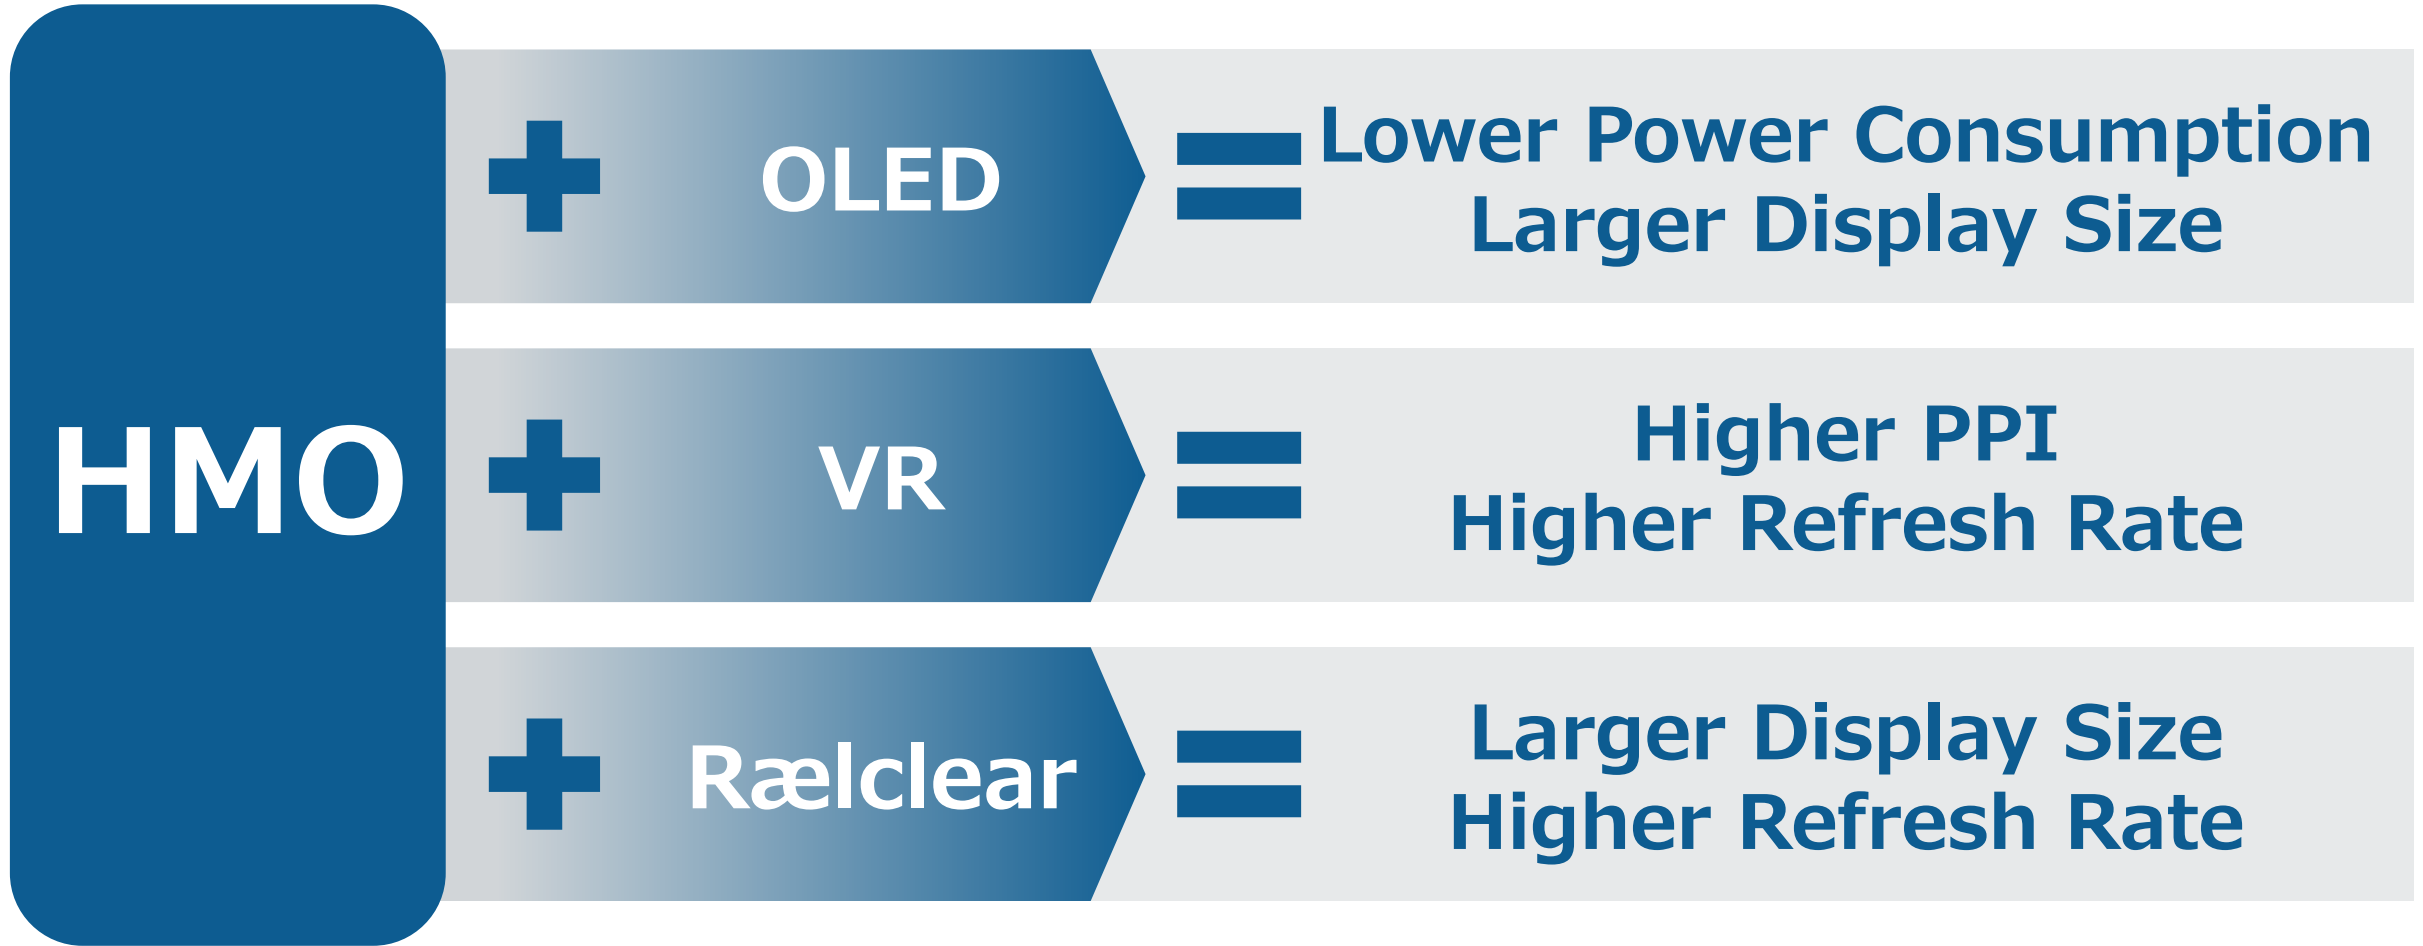 HMO
OLED
Lower Power Consumption
Larger Display Size
VR
Higher PPI
Higher Refresh Rate
Rælclear
Larger Display Size
Higher Refresh Rate